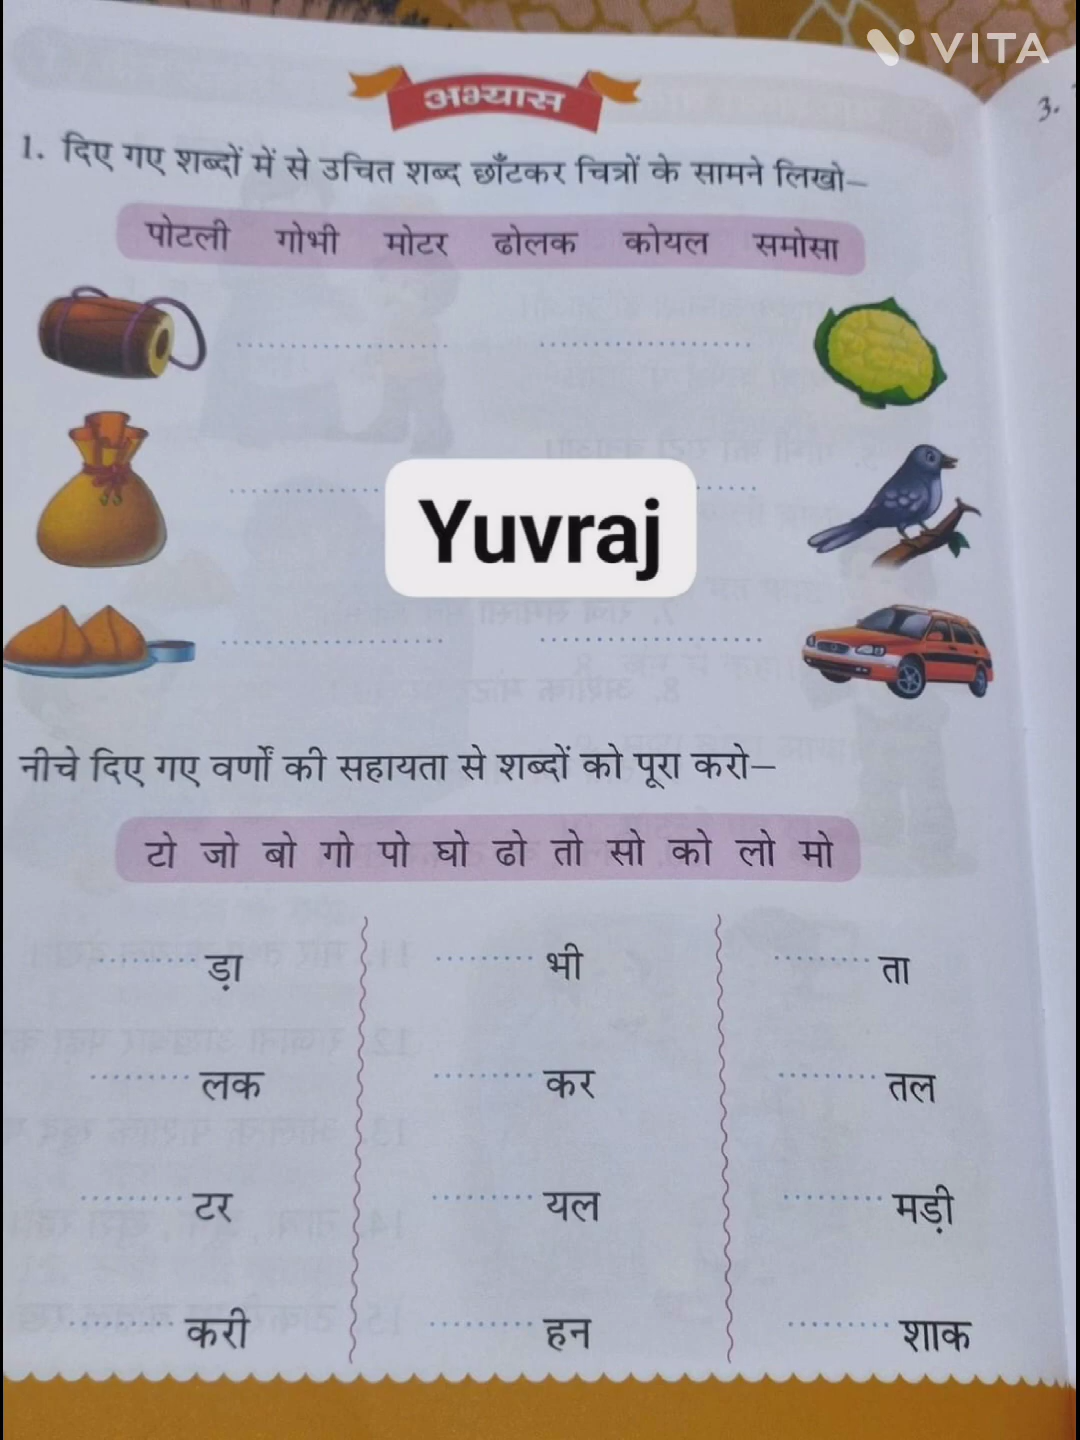 VITA
अभ्यास
3.
1. दिए गए शब्दों में से उचित शब्द छाँटकर चित्रों के सामने लिखो–
पोटली गोभी मोटर ढोलक कोयल समोसा
Yuvraj
नीचे दिए गए वर्णों की सहायता से शब्दों को पूरा करो–
टो जो बो गो पो घो ढो तो सो को लो मो
.......... ड़ा .......... भी .......... ता
.......... लक .......... कर .......... तल
.......... टर .......... यल .......... मड़ी
.......... करी .......... हन .......... शाक